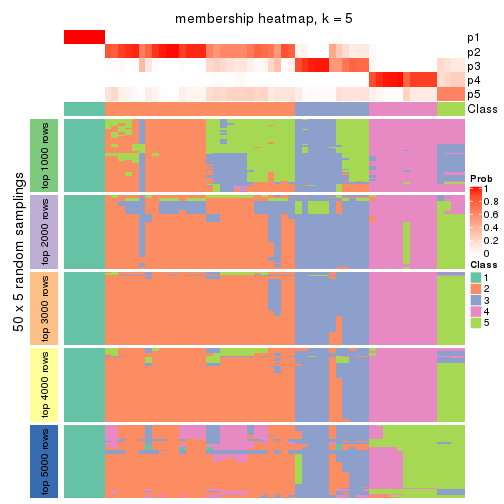 membership heatmap, k = 5
p1
p2
p3
p4
p5
Class
50 x 5 random samplings
top 1000 rows
top 2000 rows
top 3000 rows
top 4000 rows
top 5000 rows
Prob
1
0.8
0.6
0.4
0.2
0
Class
1
2
3
4
5